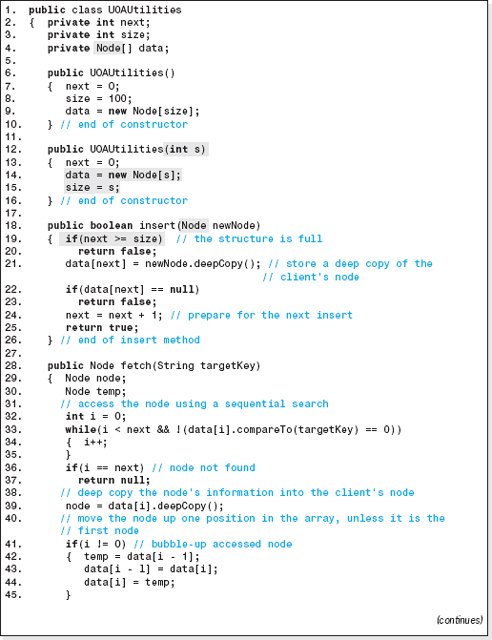 1. public class UOAUtilities
2. { private int next;
3. private int size;
4. private Node[] data;
5.
6. public UOAUtilities()
7. { next = 0;
8. size = 100;
9. data = new Node[size];
10. } // end of constructor
11.
12. public UOAUtilities(int s)
13. { next = 0;
14. data = new Node[s];
15. size = s;
16. } // end of constructor
17.
18. public boolean insert(Node newNode)
19. { if(next >= size) // the structure is full
20. return false;
21. data[next] = newNode.deepCopy(); // store a deep copy of the
// client's node
22. if(data[next] == null)
23. return false;
24. next = next + 1; // prepare for the next insert
25. return true;
26. } // end of insert method
27.
28. public Node fetch(String targetKey)
29. { Node node;
30. Node temp;
31. // access the node using a sequential search
32. int i = 0;
33. while(i < next && !(data[i].compareTo(targetKey) == 0))
34. { i++;
35. }
36. if(i == next) // node not found
37. return null;
38. // deep copy the node's information into the client's node
39. node = data[i].deepCopy();
40. // move the node up one position in the array, unless it is the
// first node
41. if(i != 0) // bubble-up accessed node
42. { temp = data[i - 1];
43. data[i - 1] = data[i];
44. data[i] = temp;
45. }
(continues)